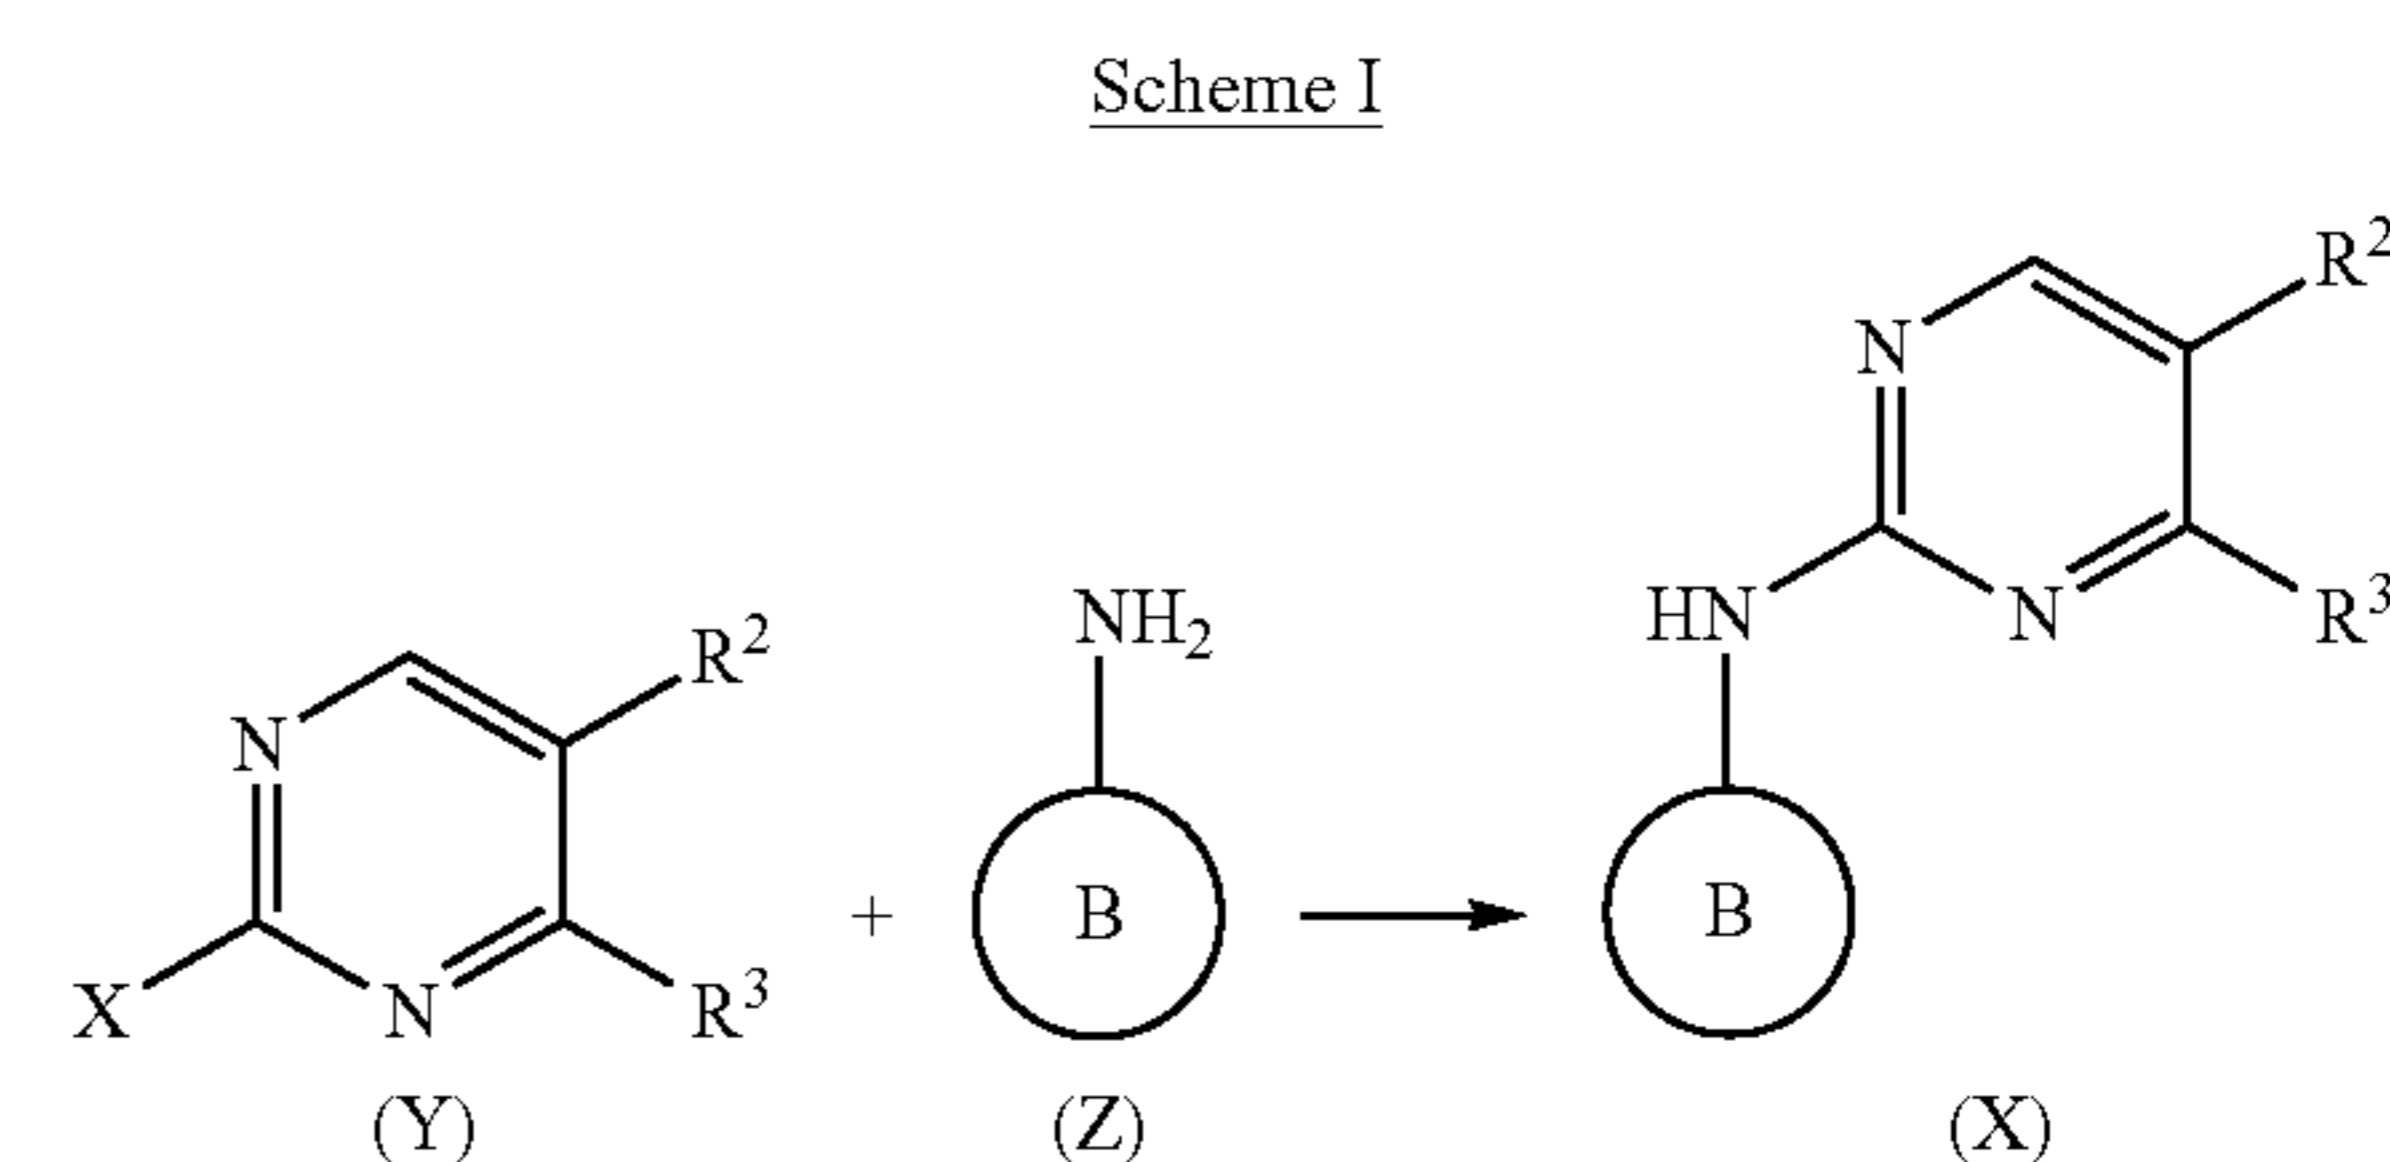 Scheme I
N
R²
HN
N
R³
N
R²
X
N
R³
+
NH₂
B
B
(Y)
(Z)
(X)